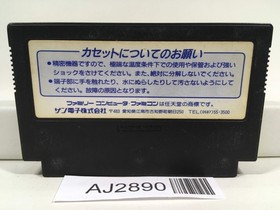 カセットについてのお願い
●精密機器ですので、極端な温度条件下での使用や保管および強い
ショックをさけてください。また、絶対に分解しないでください。
●端子部に手を触れたり、水にぬらしたりして汚さないようにして
ください。故障の原因となります。
ファミリーコンピュータ・ファミコンは任天堂の商標です。
サン電子株式会社
AJ2890